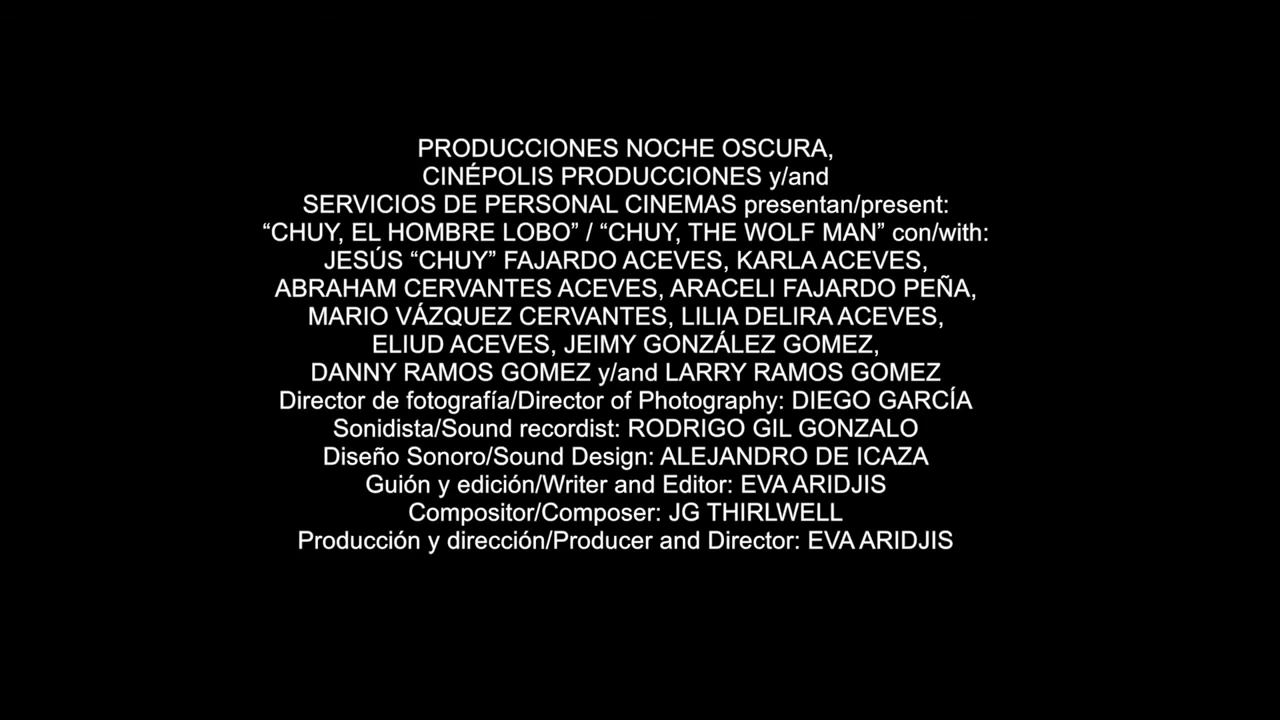 PRODUCCIONES NOCHE OSCURA,
CINÉPOLIS PRODUCCIONES y/and
SERVICIOS DE PERSONAL CINEMAS presentan/present:
“CHUY, EL HOMBRE LOBO” / “CHUY, THE WOLF MAN” con/with:
JESÚS “CHUY” FAJARDO ACEVES, KARLA ACEVES,
ABRAHAM CERVANTES ACEVES, ARACELI FAJARDO PEÑA,
MARIO VÁZQUEZ CERVANTES, LILIA DELIRA ACEVES,
ELIUD ACEVES, JEIMY GONZÁLEZ GOMEZ,
DANNY RAMOS GOMEZ y/and LARRY RAMOS GOMEZ
Director de fotografía/Director of Photography: DIEGO GARCÍA
Sonidista/Sound recordist: RODRIGO GIL GONZALO
Diseño Sonoro/Sound Design: ALEJANDRO DE ICAZA
Guión y edición/Writer and Editor: EVA ARIDJIS
Compositor/Composer: JG THIRLWELL
Producción y dirección/Producer and Director: EVA ARIDJIS